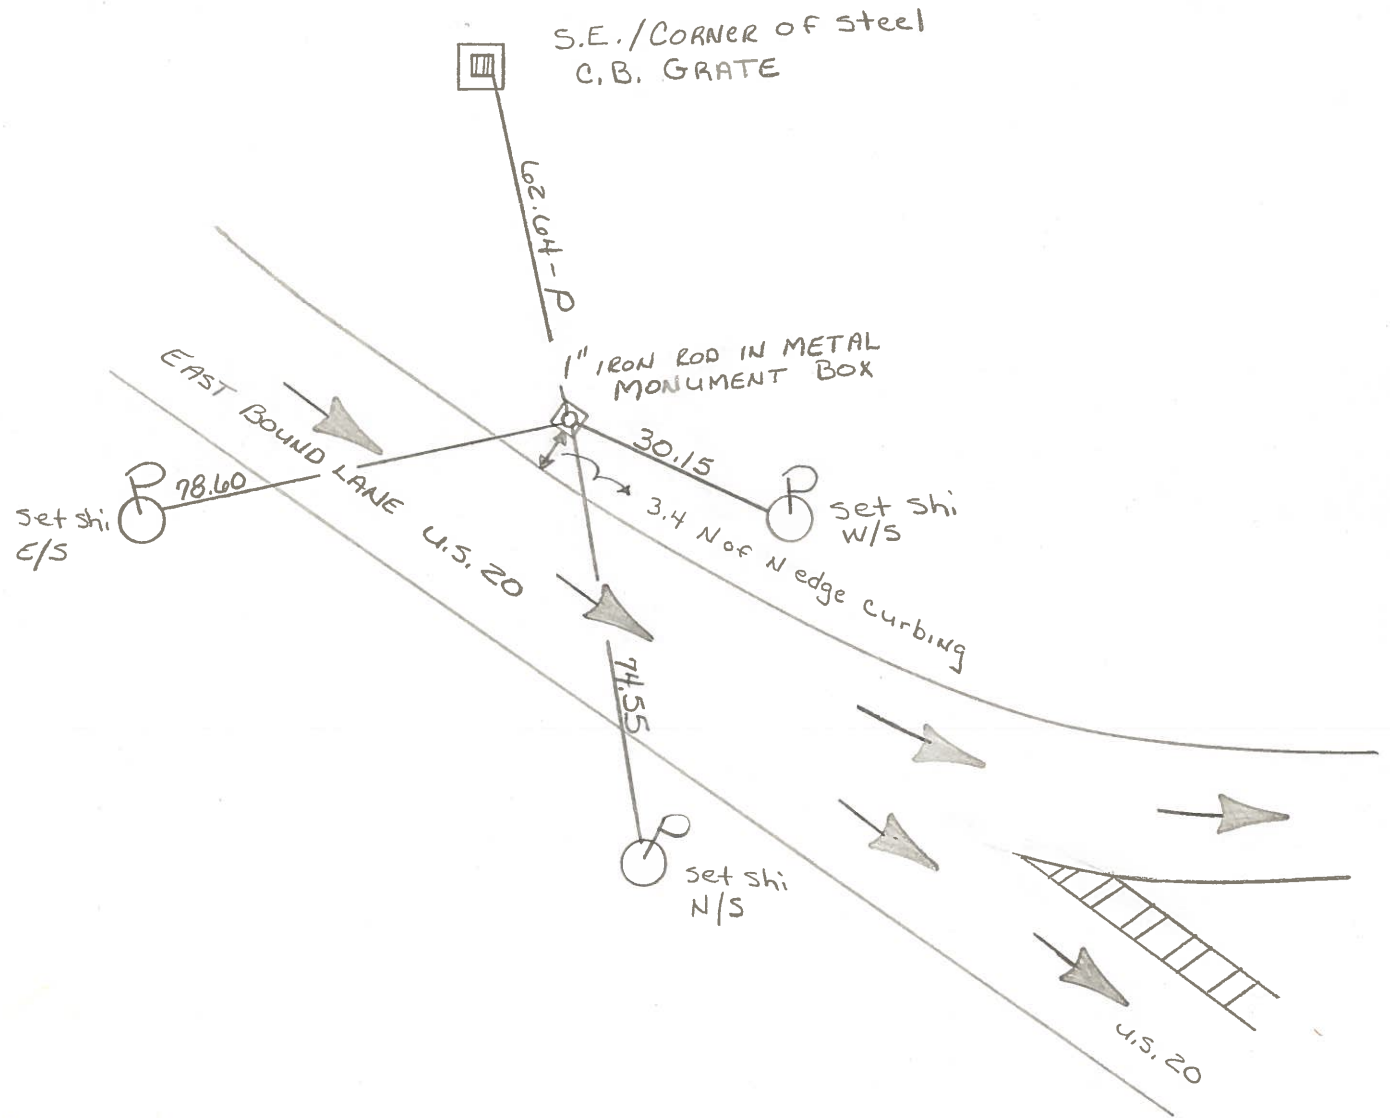 S.E./CORNER OF Steel
C.B. GRATE
62.64-P
1" IRON ROD IN METAL
MONUMENT BOX
EAST BOUND LANE U.S. 20
30.15
78.60
P
set shi
E/S
P
set shi
W/S
3.4 N of N edge Curbing
74.55
P
set shi
N/S
U.S. 20